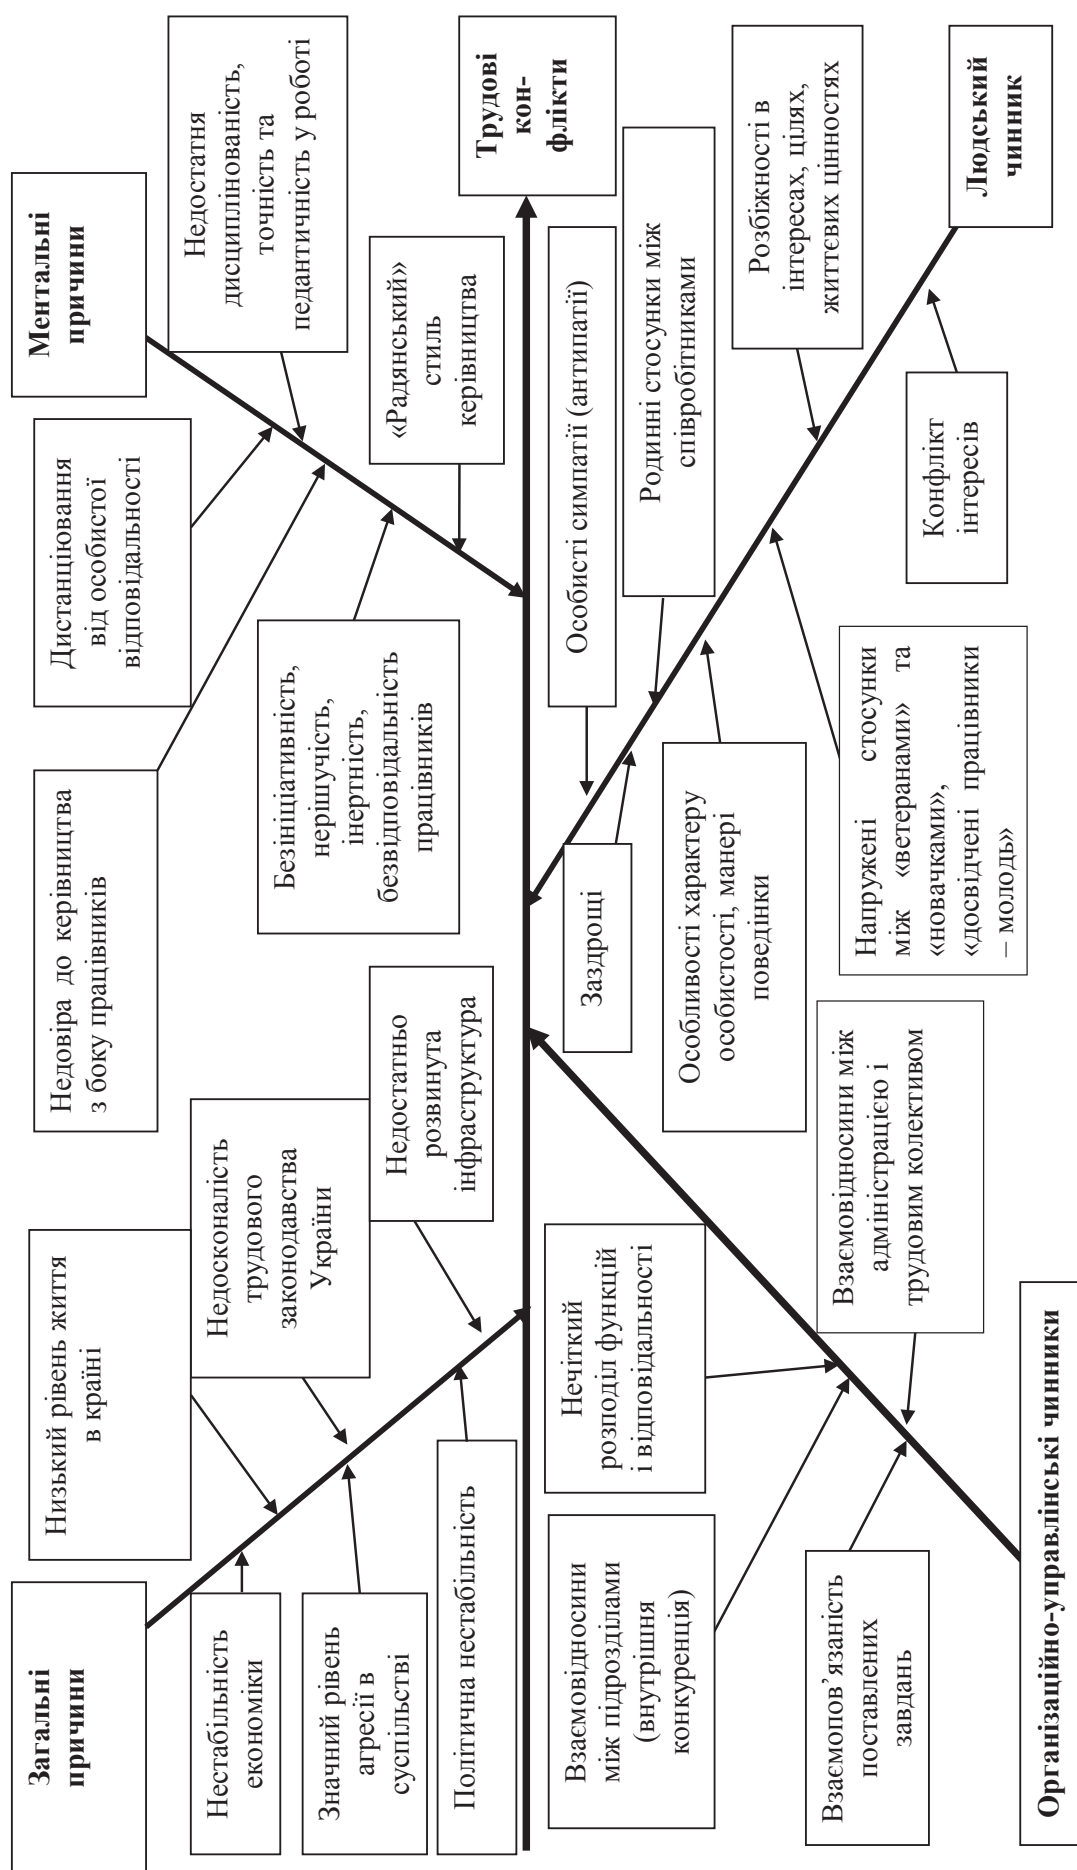 Загальні
причини
Низький рівень життя
в країні
Нестабільність
економіки
Недосконалість
трудового
законодавства
України
Значний рівень
агресії в
суспільстві
Недостатньо
розвинута
інфраструктура
Політична нестабільність
Ментальні
причини
Дистанціювання
від особистої
відповідальності
Недостатня
дисциплінованість,
точність та
педантичність у роботі
Недовіра до керівництва
з боку працівників
Безініціативність,
нерішучість,
інертність,
безвідповідальність
працівників
«Радянський»
стиль
керівництва
Трудові
кон-
флікти
Взаємовідносини
між підрозділами
(внутрішня
конкуренція)
Нечіткий
розподіл функцій
і відповідальності
Взаємопов’язаність
поставлених
завдань
Взаємовідносини між
адміністрацією і
трудовим колективом
Організаційно-управлінські чинники
Заздрощі
Особисті симпатії (антипатії)
Особливості характеру
особистості, манері
поведінки
Родинні стосунки між
співробітниками
Напружені стосунки
між «ветеранами» та
«новачками»,
«досвідчені працівники
– молодь»
Розбіжності в
інтересах, цілях,
життєвих цінностях
Конфлікт
інтересів
Людський
чинник